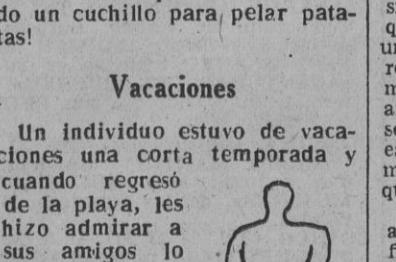 do un cuchillo para pelar pata-
tas!
Vacaciones
Un individuo estuvo de vaca-
ciones una corta temporada y
cuando regresó
de la playa, les
hizo admirar a
sus amigos lo